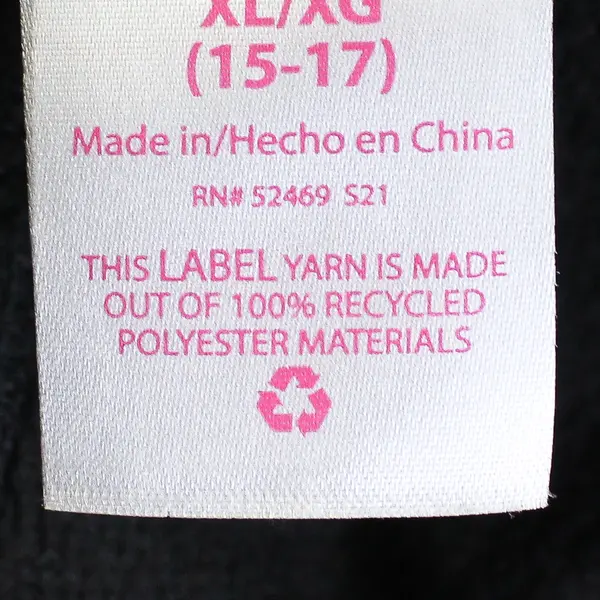 XL/XG
(15-17)
Made in/Hecho en China
RN# 52469 S21
THIS LABEL YARN IS MADE
OUT OF 100% RECYCLED
POLYESTER MATERIALS